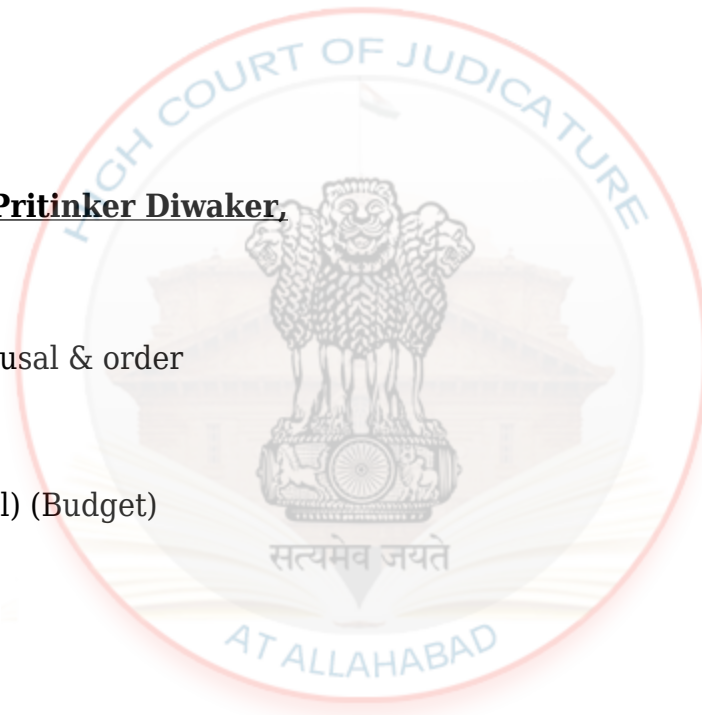 HIGH COURT OF JUDICATURE
Pritinker Diwaker,
usal & order
l) (Budget)
सत्यमेव जयते
AT ALLAHABAD